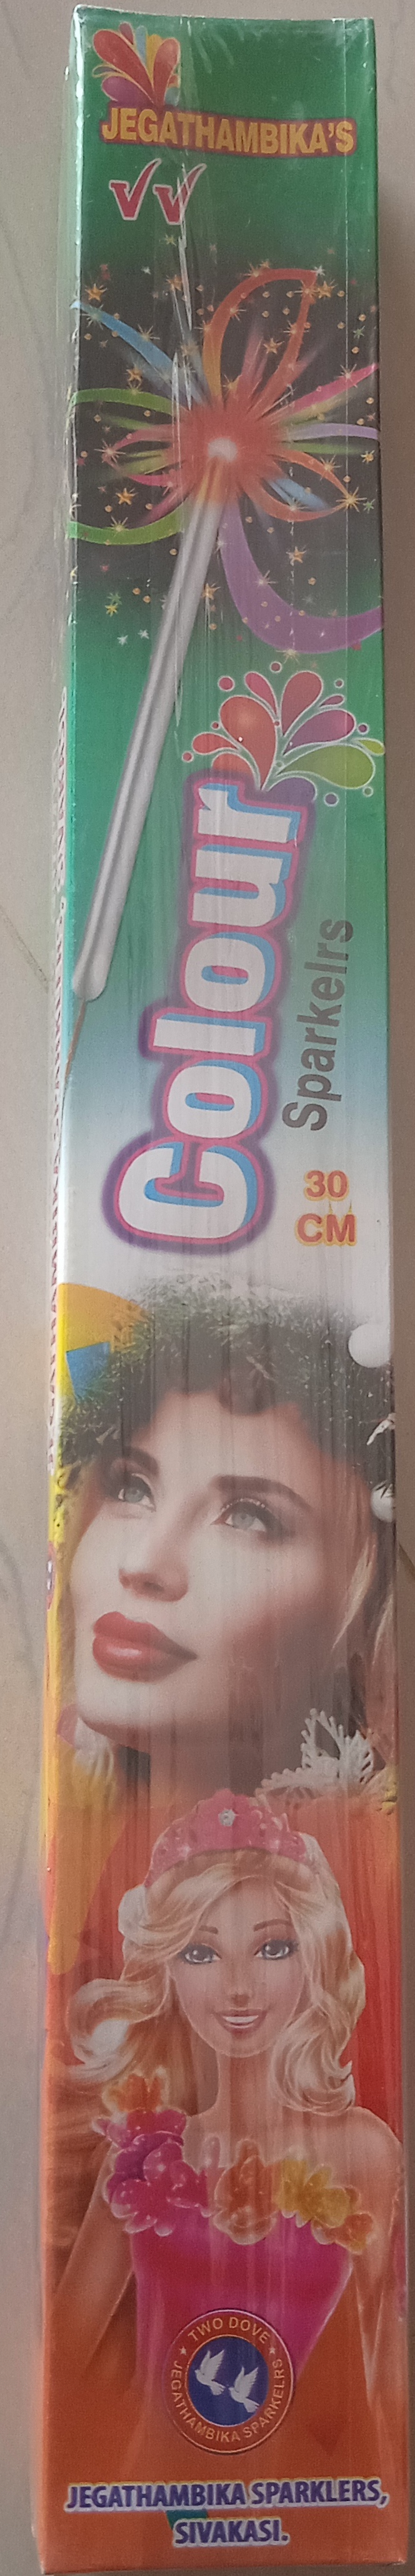 JEGATHAMBIKA'S
VV
Colour
Sparkelrs
30
CM
TWO DOVE
JEGATHAMBIKA SPARKELRS
JEGATHAMBIKA SPARKLERS,
SIVAKASI.